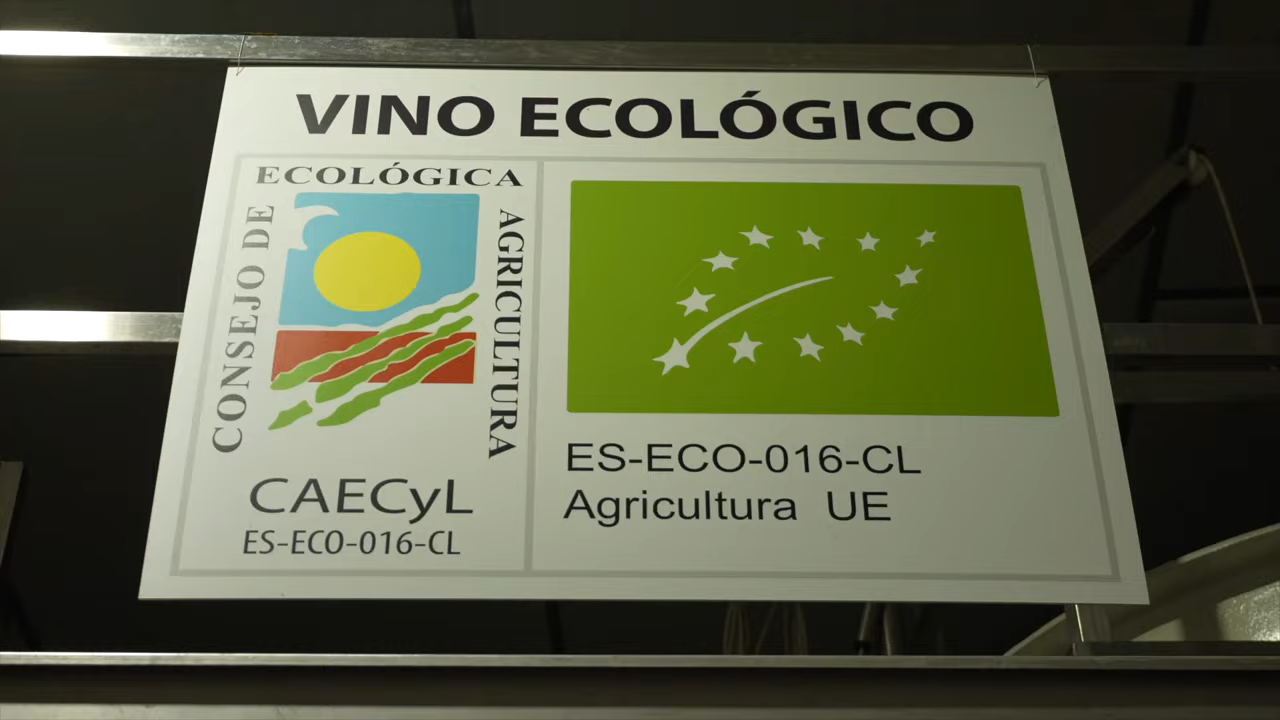 VINO ECOLÓGICO
CONSEJO DE
ECOLÓGICA
AGRICULTURA
CAECyL
ES-ECO-016-CL
ES-ECO-016-CL
Agricultura UE